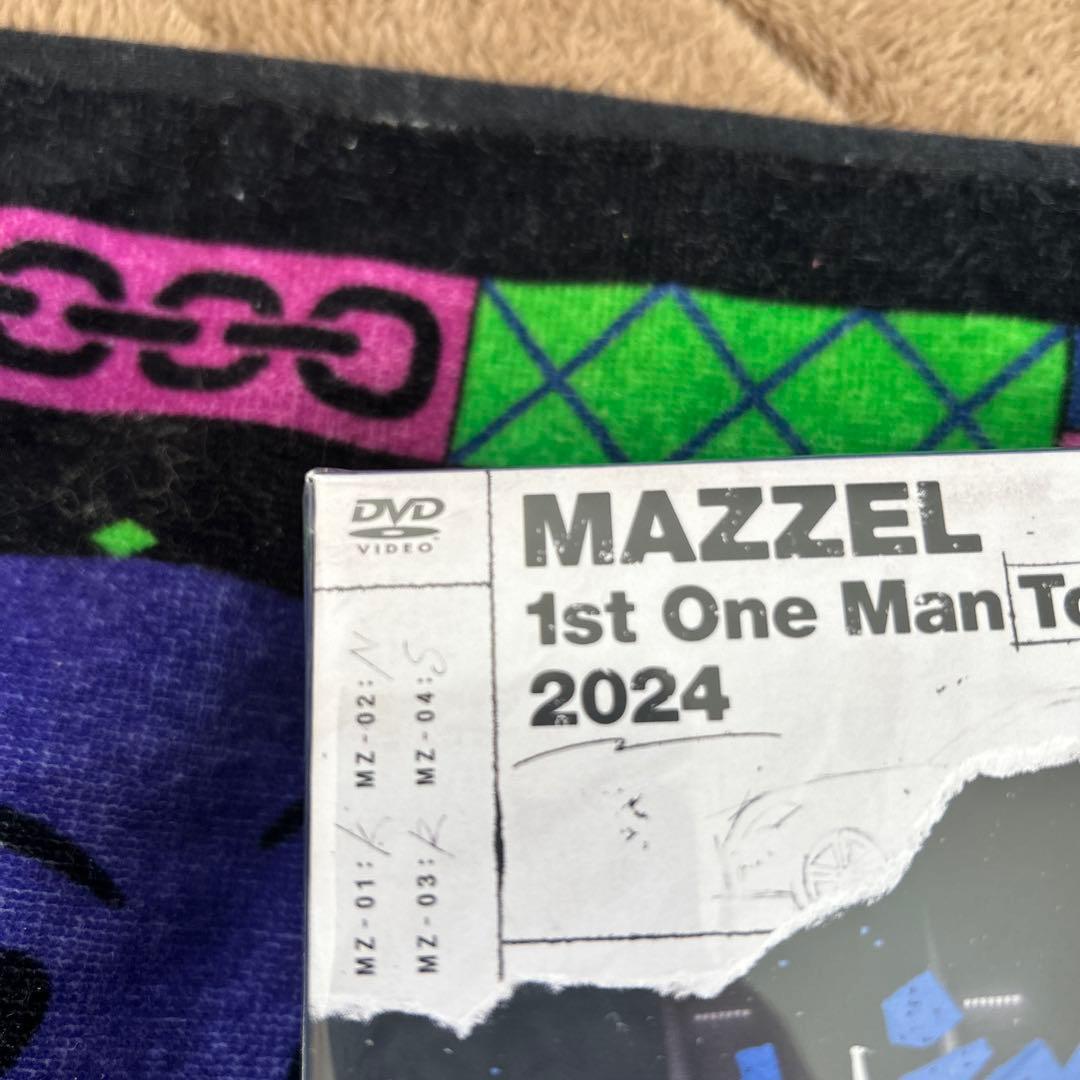 DVD
VIDEO
MAZZEL
1st One Man To
2024
MZ-01:K MZ-02:N
MZ-03:R MZ-04:S